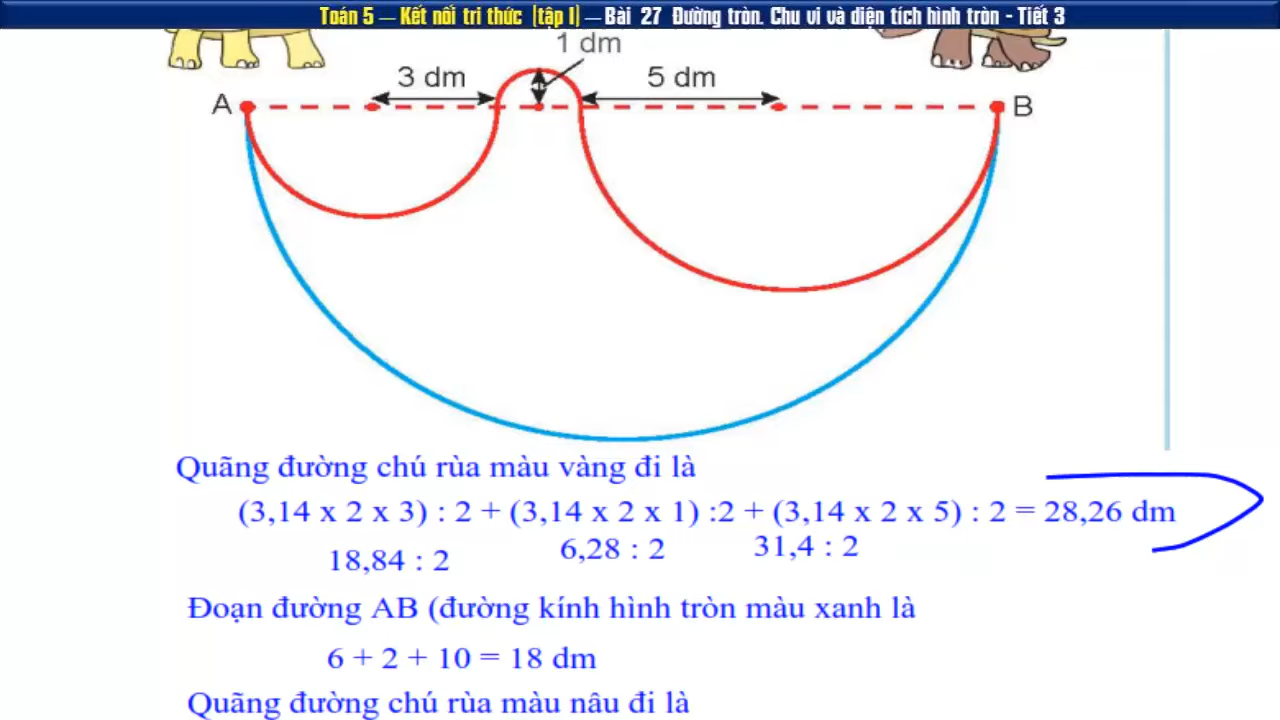 Toán 5 – Kết nối tri thức (tập 1) – Bài 27 Đường tròn. Chu vi và diện tích hình tròn - Tiết 3
1 dm
3 dm
5 dm
A
B
Quãng đường chú rùa màu vàng đi là
(3,14 x 2 x 3) : 2 + (3,14 x 2 x 1) :2 + (3,14 x 2 x 5) : 2 = 28,26 dm
18,84 : 2
6,28 : 2
31,4 : 2
Đoạn đường AB (đường kính hình tròn màu xanh là
6 + 2 + 10 = 18 dm
Quãng đường chú rùa màu nâu đi là